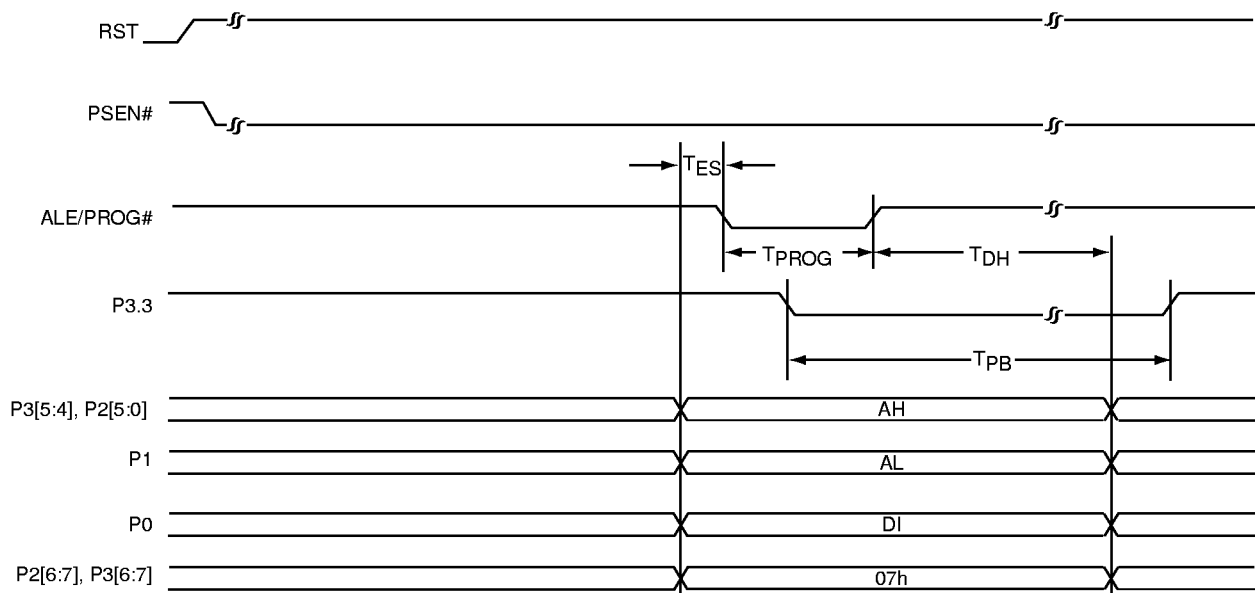 RST
PSEN#
TES
ALE/PROG#
TPROG
TDH
P3.3
TPB
P3[5:4], P2[5:0]
AH
P1
AL
P0
DI
P2[6:7], P3[6:7]
07h